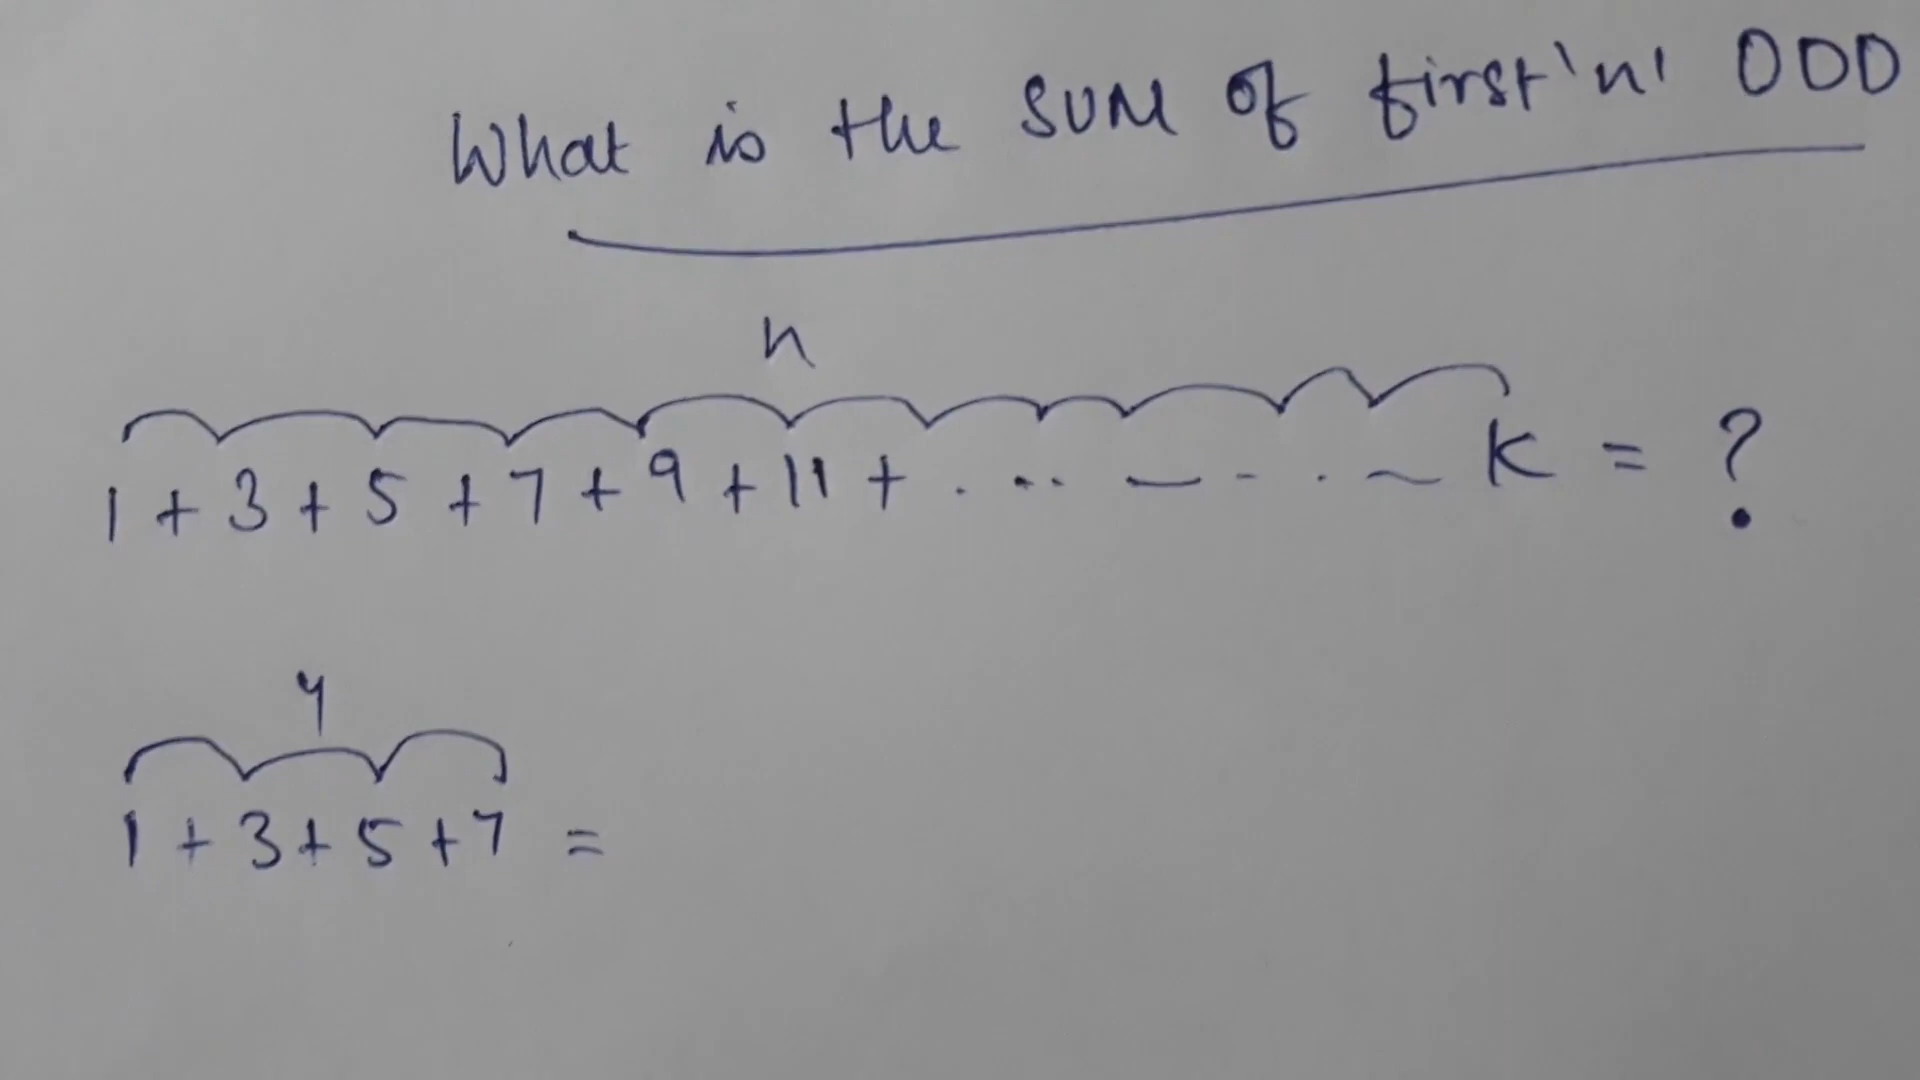 What is the SUM of first 'n' ODD
n
1 + 3 + 5 + 7 + 9 + 11 + . ... — - . ~ K = ?
4
1 + 3 + 5 + 7 =